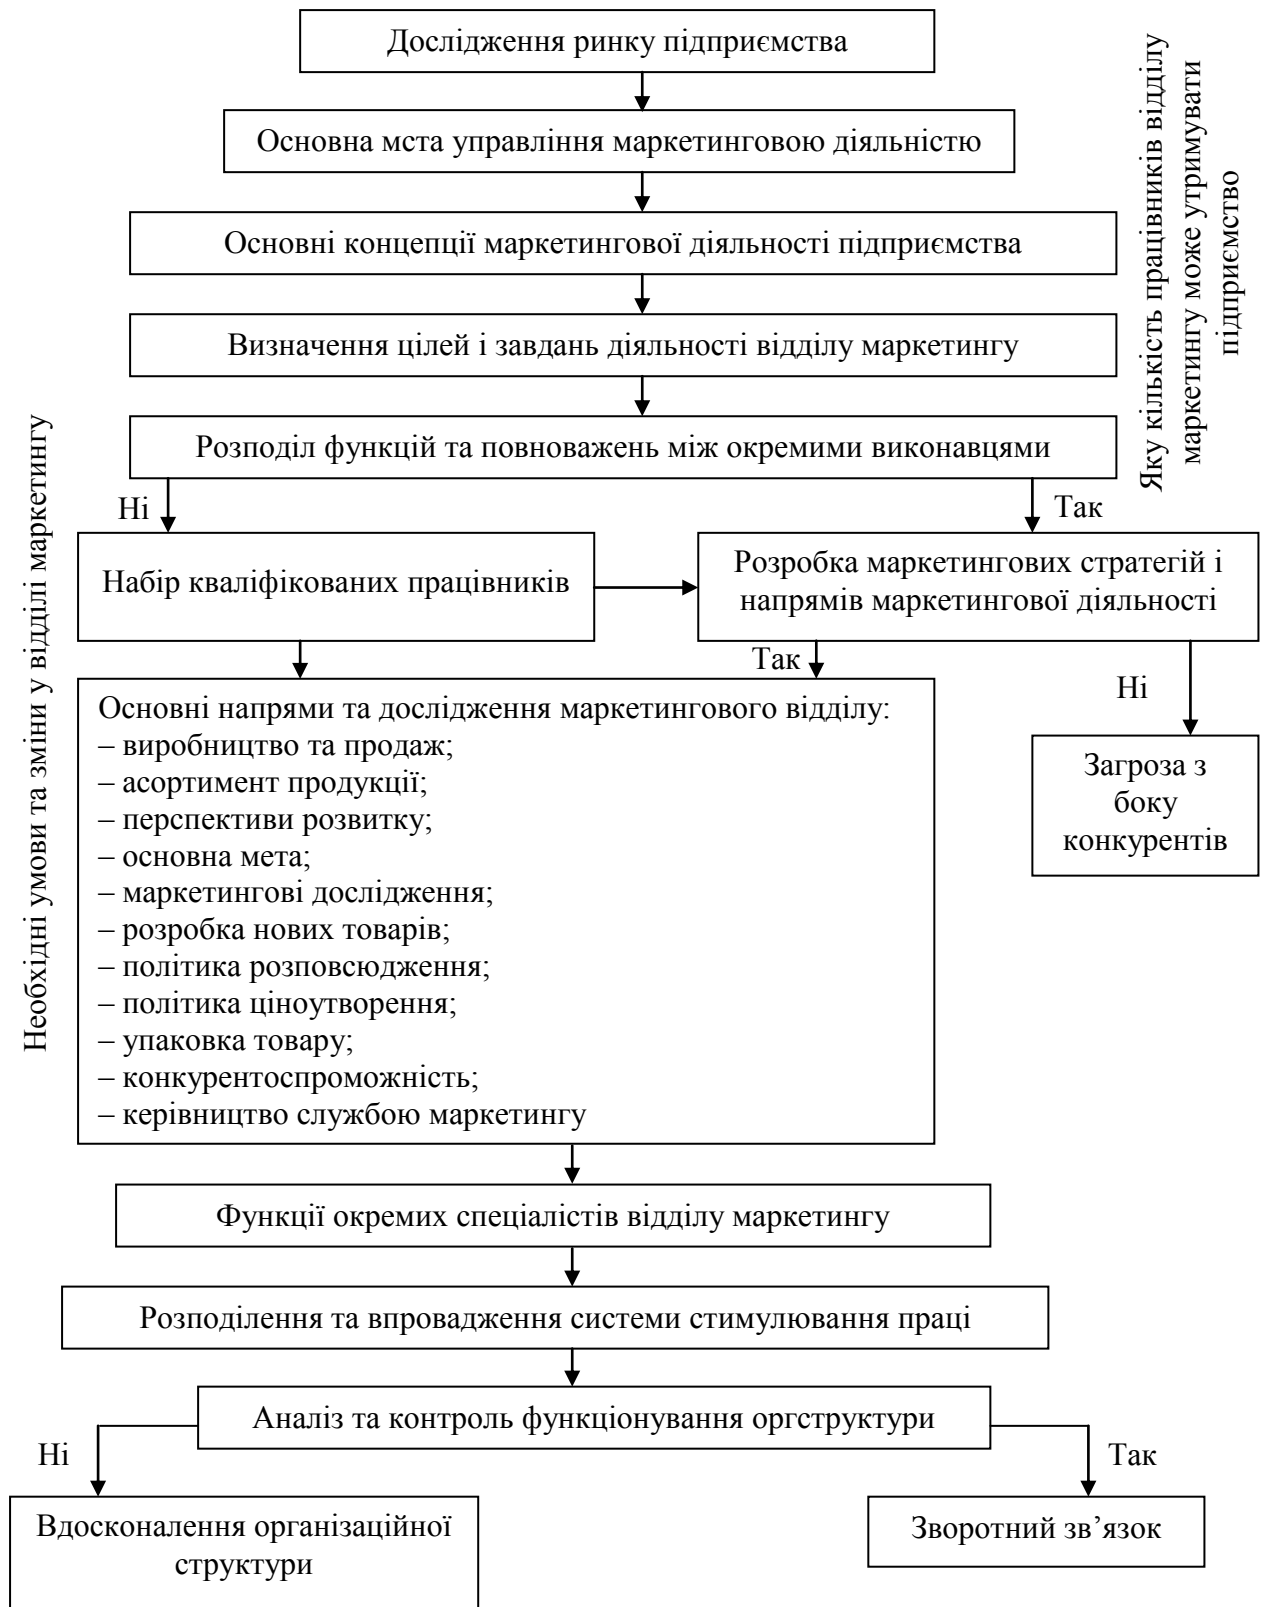 Дослідження ринку підприємства
Основна мста управління маркетинговою діяльністю
Основні концепції маркетингової діяльності підприємства
Визначення цілей і завдань діяльності відділу маркетингу
Розподіл функцій та повноважень між окремими виконавцями
Яку кількість працівників відділу
маркетингу може утримувати
підприємство
Необхідні умови та зміни у відділі маркетингу
Ні
Так
Набір кваліфікованих працівників
Розробка маркетингових стратегій і
напрямів маркетингової діяльності
Так
Ні
Основні напрями та дослідження маркетингового відділу:
– виробництво та продаж;
– асортимент продукції;
– перспективи розвитку;
– основна мета;
– маркетингові дослідження;
– розробка нових товарів;
– політика розповсюдження;
– політика ціноутворення;
– упаковка товару;
– конкурентоспроможність;
– керівництво службою маркетингу
Загроза з
боку
конкурентів
Функції окремих спеціалістів відділу маркетингу
Розподілення та впровадження системи стимулювання праці
Аналіз та контроль функціонування оргструктури
Ні
Так
Вдосконалення організаційної
структури
Зворотний зв’язок